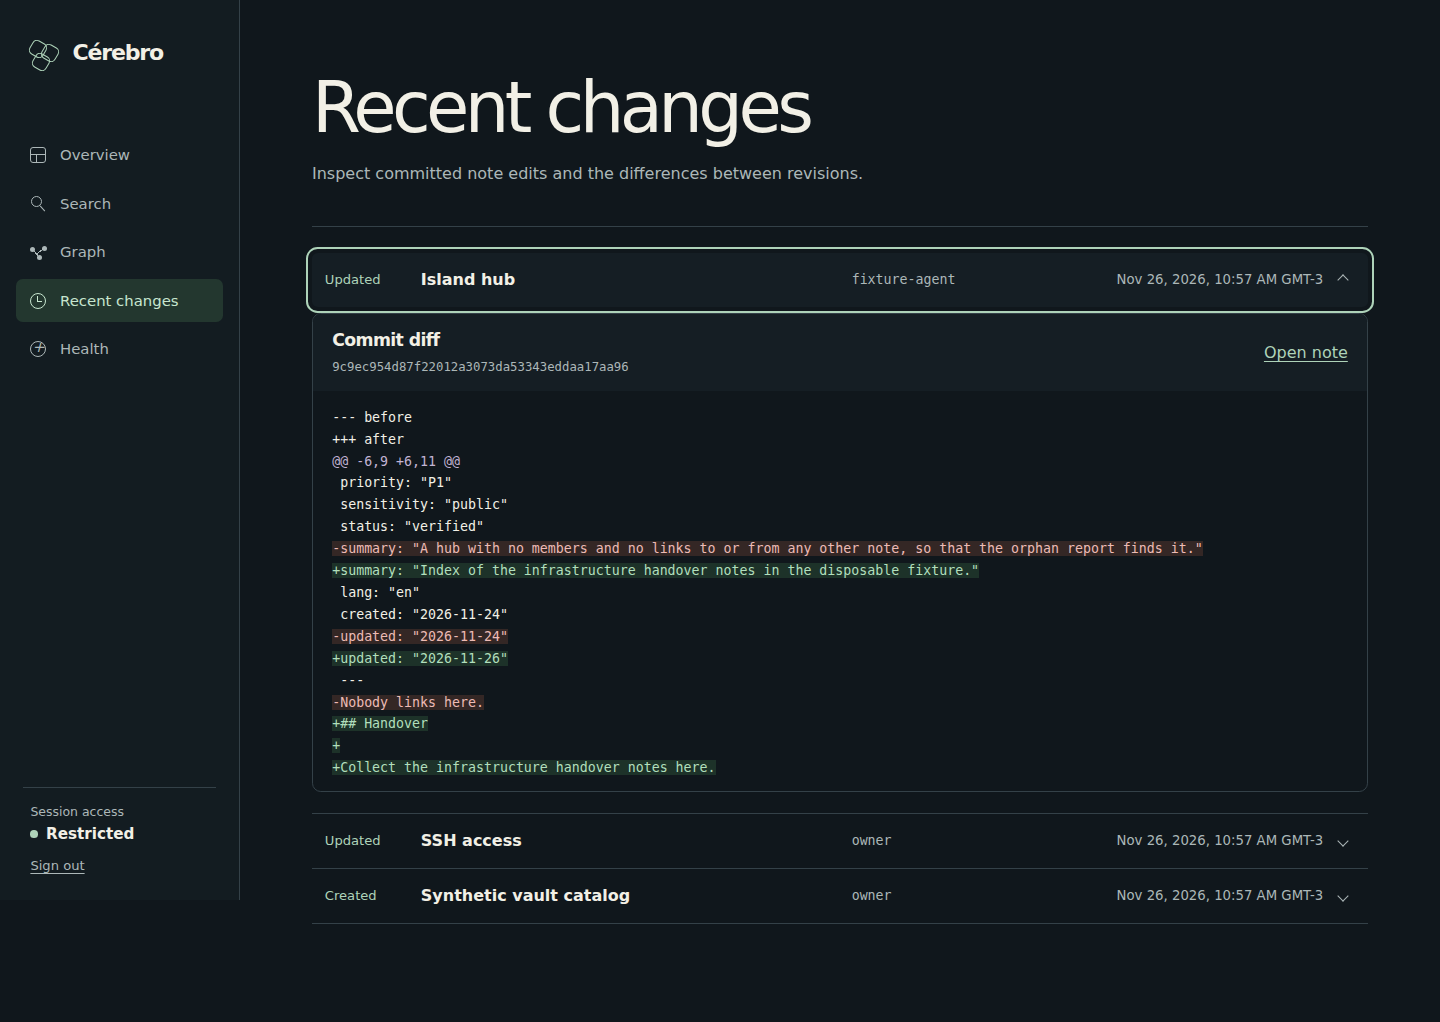 Cérebro
Overview
Search
Graph
Recent changes
Health
Session access
Restricted
Sign out
Recent changes
Inspect committed note edits and the differences between revisions.
Updated Island hub fixture-agent Nov 26, 2026, 10:57 AM GMT-3
Commit diff
9c9ec954d87f22012a3073da53343eddaa17aa96
Open note
--- before
+++ after
@@ -6,9 +6,11 @@
 priority: "P1"
 sensitivity: "public"
 status: "verified"
-summary: "A hub with no members and no links to or from any other note, so that the orphan report finds it."
+summary: "Index of the infrastructure handover notes in the disposable fixture."
 lang: "en"
 created: "2026-11-24"
-updated: "2026-11-24"
+updated: "2026-11-26"
 ---
-Nobody links here.
+## Handover
+
+Collect the infrastructure handover notes here.
Updated SSH access owner Nov 26, 2026, 10:57 AM GMT-3
Created Synthetic vault catalog owner Nov 26, 2026, 10:57 AM GMT-3